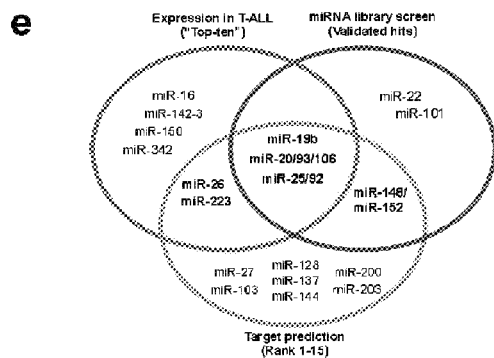 e
Expression in T-ALL
("Top-ten")
miRNA library screen
(Validated hits)
miR-16
miR-142-3
miR-150
miR-342
miR-22
miR-101
miR-19b
miR-20/93/106
miR-25/92
miR-26
miR-223
miR-148/
miR-152
miR-27
miR-103
miR-128
miR-137
miR-144
miR-200
miR-203
Target prediction
(Rank 1-15)